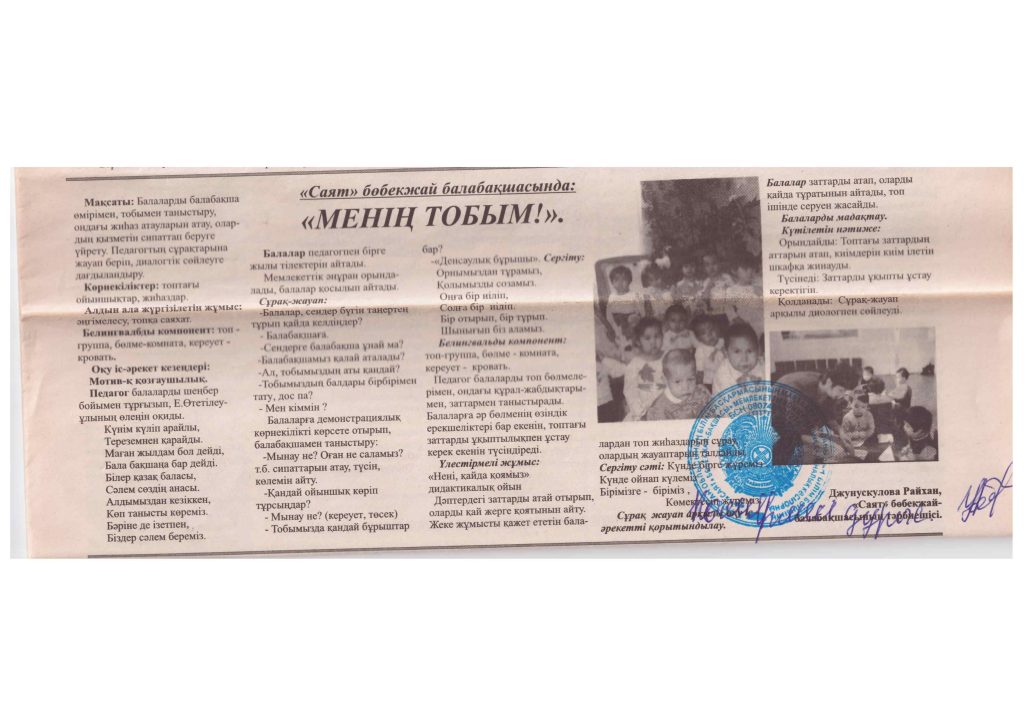 «Саят» бөбекжай балабақшасында:
«МЕНІҢ ТОБЫМ!».
Мақсаты: Балаларды балабақша
өмірімен, тобымен таныстыру,
ондағы жиһаз атауларын атау, олар-
дың қызметін сипаттап беруге
үйрету. Педагогтың сұрақтарына
жауап беріп, диалогтік сөйлеуге
дағдыландыру.
Көрнекіліктер: топтағы
ойыншықтар, жиһаздар.
Алдын ала жүргізілетін жұмыс:
әңгімелесу, топқа саяхат.
Белингвалбды компонент: топ -
группа, бөлме-комната, кереует -
кровать.
Оқу іс-әрекет кезеңдері:
Мотив-қ қозғаушылық.
Педагог балаларды шеңбер
бойымен тұрғызып, Е.Өтетілеу-
ұлының өлеңін оқиды.
Күнім күліп арайлы,
Терезем­нен қарайды.
Маған жылдам бол дейді,
Бала бақшаңа бар дейді.
Білер қазақ баласы,
Сәлем сөздің анасы.
Алдымыздан кезіккен,
Көп танысты көреміз.
Бәріне де ізетпен,
Біздер сәлем береміз.
Балалар педагогпен бірге
жылы тілектерін айтады.
Мемлекеттік әнұран орында-
лады, балалар қосылып айтады.
Сұрақ-жауап:
-Балалар, сендер бүгін таңертең
тұрып қайда келдіңдер?
- Балабақшаға.
-Сендерге балабақша ұнай ма?
-Балабақшамыз қалай аталады?
-Ал, тобымыздың аты қандай?
-Тобымыздың балдары бірбірімен
тату, дос па?
- Мен кіммін ?
Балаларға демонстрациялық
көрнекілікті көрсете отырып,
балабақшамен таныстыру:
-Мынау не? Оған не саламыз?
т.б. сипаттарын атау, түсін,
көлемін айту.
-Қандай ойыншық көріп
тұрсыңдар?
- Мынау не? (кереует, төсек)
- Тобымызда қандай бұрыштар
бар?
-«Денсаулық бұрышы». Сергіту:
Орнымыздан тұрамыз,
Қолымызды созамыз.
Оңға бір иіліп,
Солға бір иіліп,
Бір отырып, бір тұрып.
Шынығып біз аламыз.
Белингвальды компонент:
топ-группа, бөлме - комната,
кереует - кровать.
Педагог балаларды топ бөлмеле-
рімен, ондағы құрал-жабдықтары-
мен, заттармен таныстырады.
Балаларға әр бөлменің өзіндік
ерекшеліктері бар екенін, топтағы
заттарды ұқыптылықпен ұстау
керек екенін түсіндіреді.
Үлестірмелі жұмыс:
«Нені, қайда қоямыз»
дидактикалық ойын
Дәптердегі заттарды атай отырып,
оларды қай жерге қоятынын айту.
Жеке жұмысты қажет ететін бала-
лардан топ жиһаздарын сұрау,
олардың жауаптарын талдайды.
Сергіту сәті: Күнде бірге жүреміз
Күнде ойнап күлеміз
Бірімізге - біріміз ,
Көмектесіп жүреміз.
Сұрақ жауап арқылы
әрекетті қорытындылау.
Балалар заттарды атап, оларды
қайда тұратынын айтады, топ
ішінде серуен жасайды.
Балаларды мадақтау.
Күтілетін нәтиже:
Орындайды: Топтағы заттардың
аттарын атап, киімдерін киім ілетін
шкафқа жинауды.
Түсінеді: Заттарды ұқыпты ұстау
керектігін.
Қолданады: Сұрақ-жауап
арқылы диологпен сөйлеуді.
Джунускулова Райхан,
«Саят» бөбекжай-
балабақшасының тәрбиешісі.